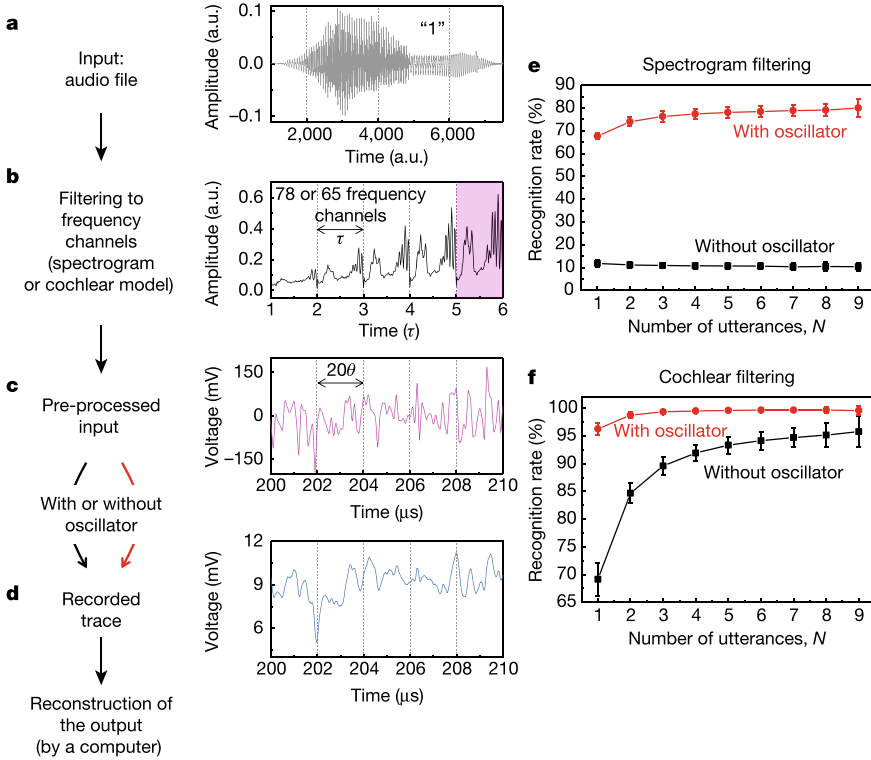 a
Input:
audio file
Amplitude (a.u.)
0.1
0.0
−0.1
"1"
2,000 4,000 6,000
Time (a.u.)
b
Filtering to
frequency
channels
(spectrogram
or cochlear model)
Amplitude (a.u.)
0.6
0.4
0.2
0.0
78 or 65 frequency
channels
τ
1 2 3 4 5 6
Time (τ)
c
Pre-processed
input
With or without
oscillator
Voltage (mV)
150
0
−150
20θ
200 202 204 206 208 210
Time (μs)
d
Recorded
trace
Reconstruction of
the output
(by a computer)
Voltage (mV)
12
9
6
200 202 204 206 208 210
Time (μs)
e
Spectrogram filtering
Recognition rate (%)
90
80
70
60
50
40
30
20
10
0
With oscillator
Without oscillator
1 2 3 4 5 6 7 8 9
Number of utterances, N
f
Cochlear filtering
Recognition rate (%)
100
95
90
85
80
75
70
65
With oscillator
Without oscillator
1 2 3 4 5 6 7 8 9
Number of utterances, N